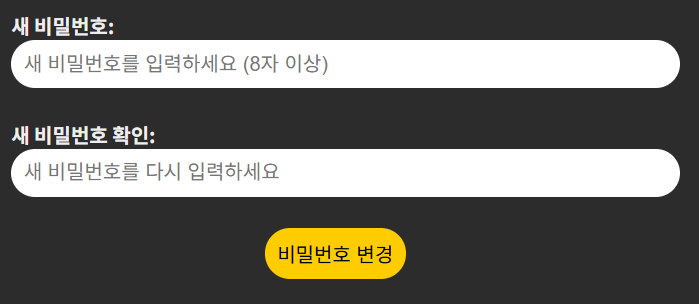 새 비밀번호:
새 비밀번호를 입력하세요 (8자 이상)
새 비밀번호 확인:
새 비밀번호를 다시 입력하세요
비밀번호 변경